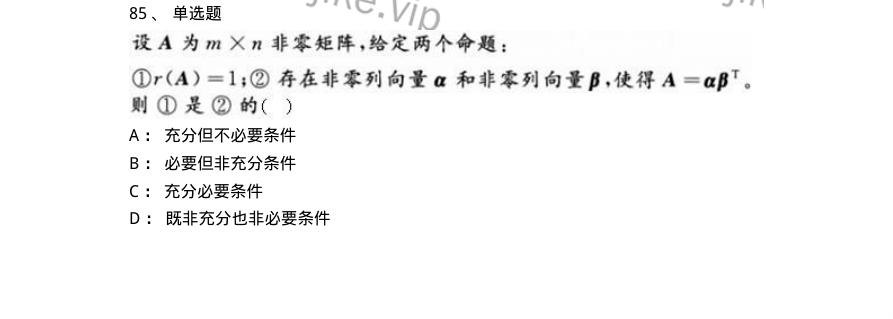 85、 单选题
设 A 为 m × n 非零矩阵,给定两个命题:
①r(A)=1;② 存在非零列向量 α 和非零列向量 β,使得 A=αβᵀ。
则 ① 是 ② 的( )
A： 充分但不必要条件
B： 必要但非充分条件
C： 充分必要条件
D： 既非充分也非必要条件